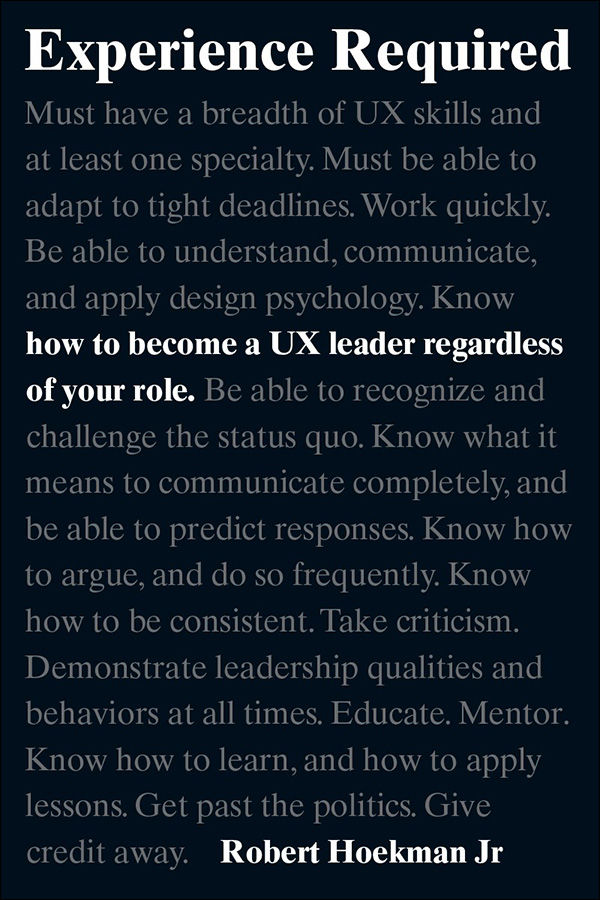 Experience Required
Must have a breadth of UX skills and
at least one specialty. Must be able to
adapt to tight deadlines. Work quickly.
Be able to understand, communicate,
and apply design psychology. Know
how to become a UX leader regardless
of your role. Be able to recognize and
challenge the status quo. Know what it
means to communicate completely, and
be able to predict responses. Know how
to argue, and do so frequently. Know
how to be consistent. Take criticism.
Demonstrate leadership qualities and
behaviors at all times. Educate. Mentor.
Know how to learn, and how to apply
lessons. Get past the politics. Give
credit away. Robert Hoekman Jr